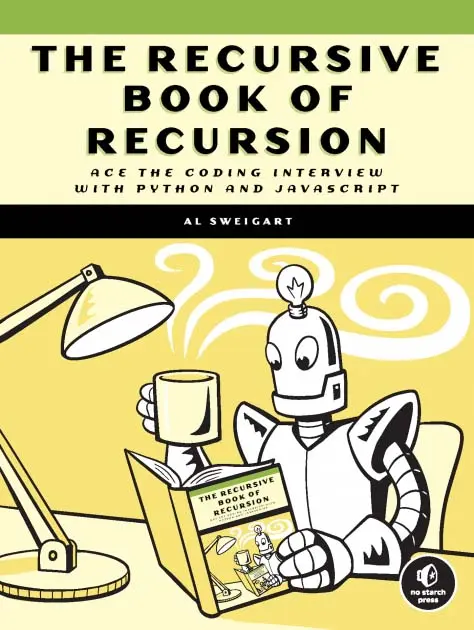 THE RECURSIVE
BOOK OF
RECURSION
ACE THE CODING INTERVIEW
WITH PYTHON AND JAVASCRIPT
AL SWEIGART
THE RECURSIVE
BOOK OF
RECURSION
no starch
press